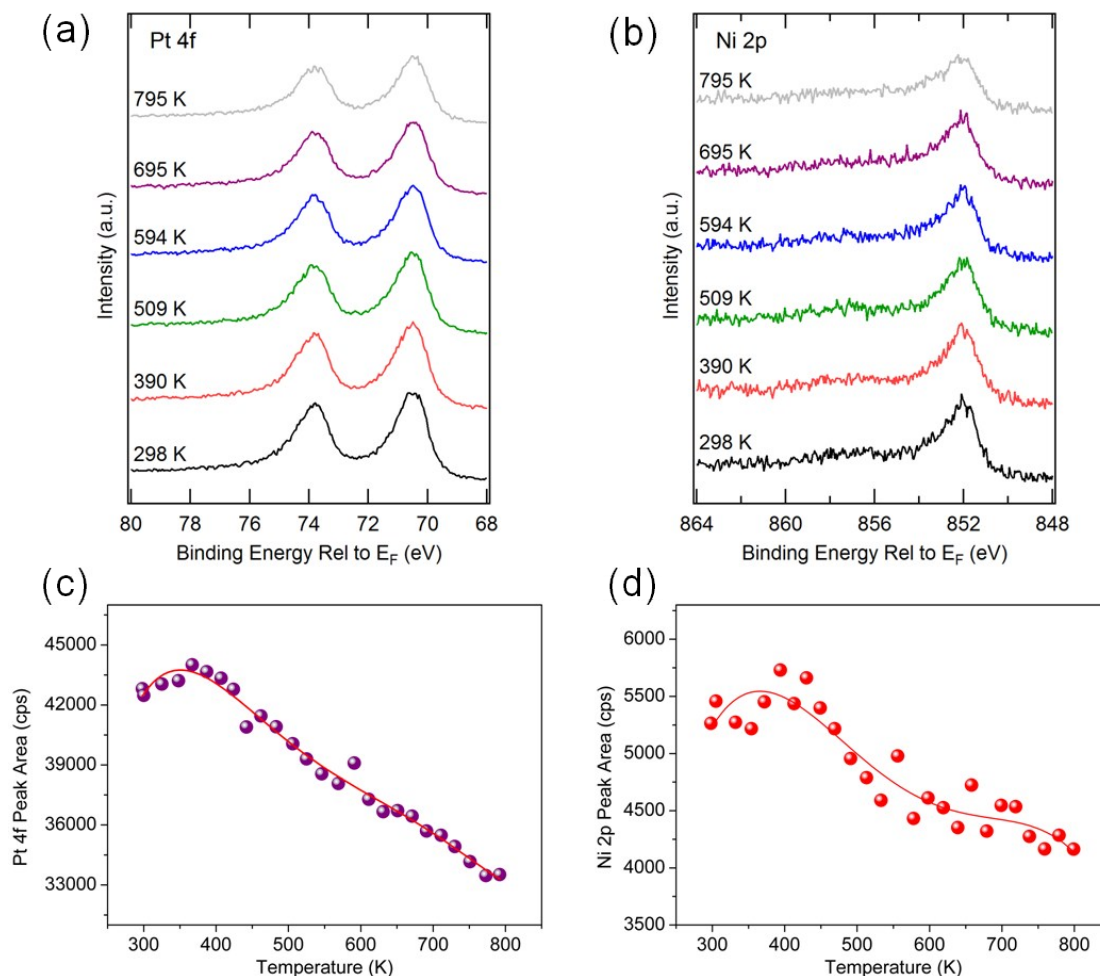 (a)
Pt 4f
795 K
695 K
594 K
509 K
390 K
298 K
Intensity (a.u.)
80 78 76 74 72 70 68
Binding Energy Rel to E_F (eV)
(b)
Ni 2p
795 K
695 K
594 K
509 K
390 K
298 K
Intensity (a.u.)
864 860 856 852 848
Binding Energy Rel to E_F (eV)
(c)
45000
42000
39000
36000
33000
Pt 4f Peak Area (cps)
300 400 500 600 700 800
Temperature (K)
(d)
6000
5500
5000
4500
4000
3500
Ni 2p Peak Area (cps)
300 400 500 600 700 800
Temperature (K)